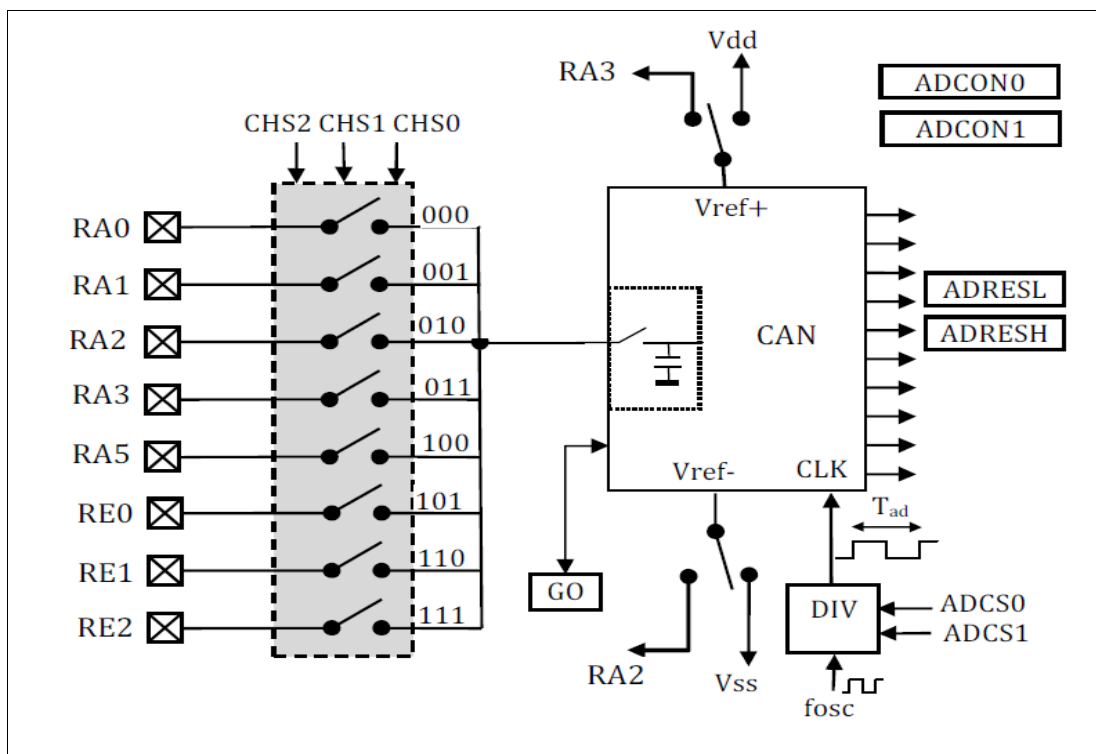 Vdd
RA3
ADCON0
ADCON1
CHS2 CHS1 CHS0
Vref+
RA0 000
RA1 001
RA2 010
RA3 011
RA5 100
RE0 101
RE1 110
RE2 111
CAN
ADRESL
ADRESH
Vref-
CLK
Tad
GO
DIV
ADCS0
ADCS1
RA2
Vss
fosc